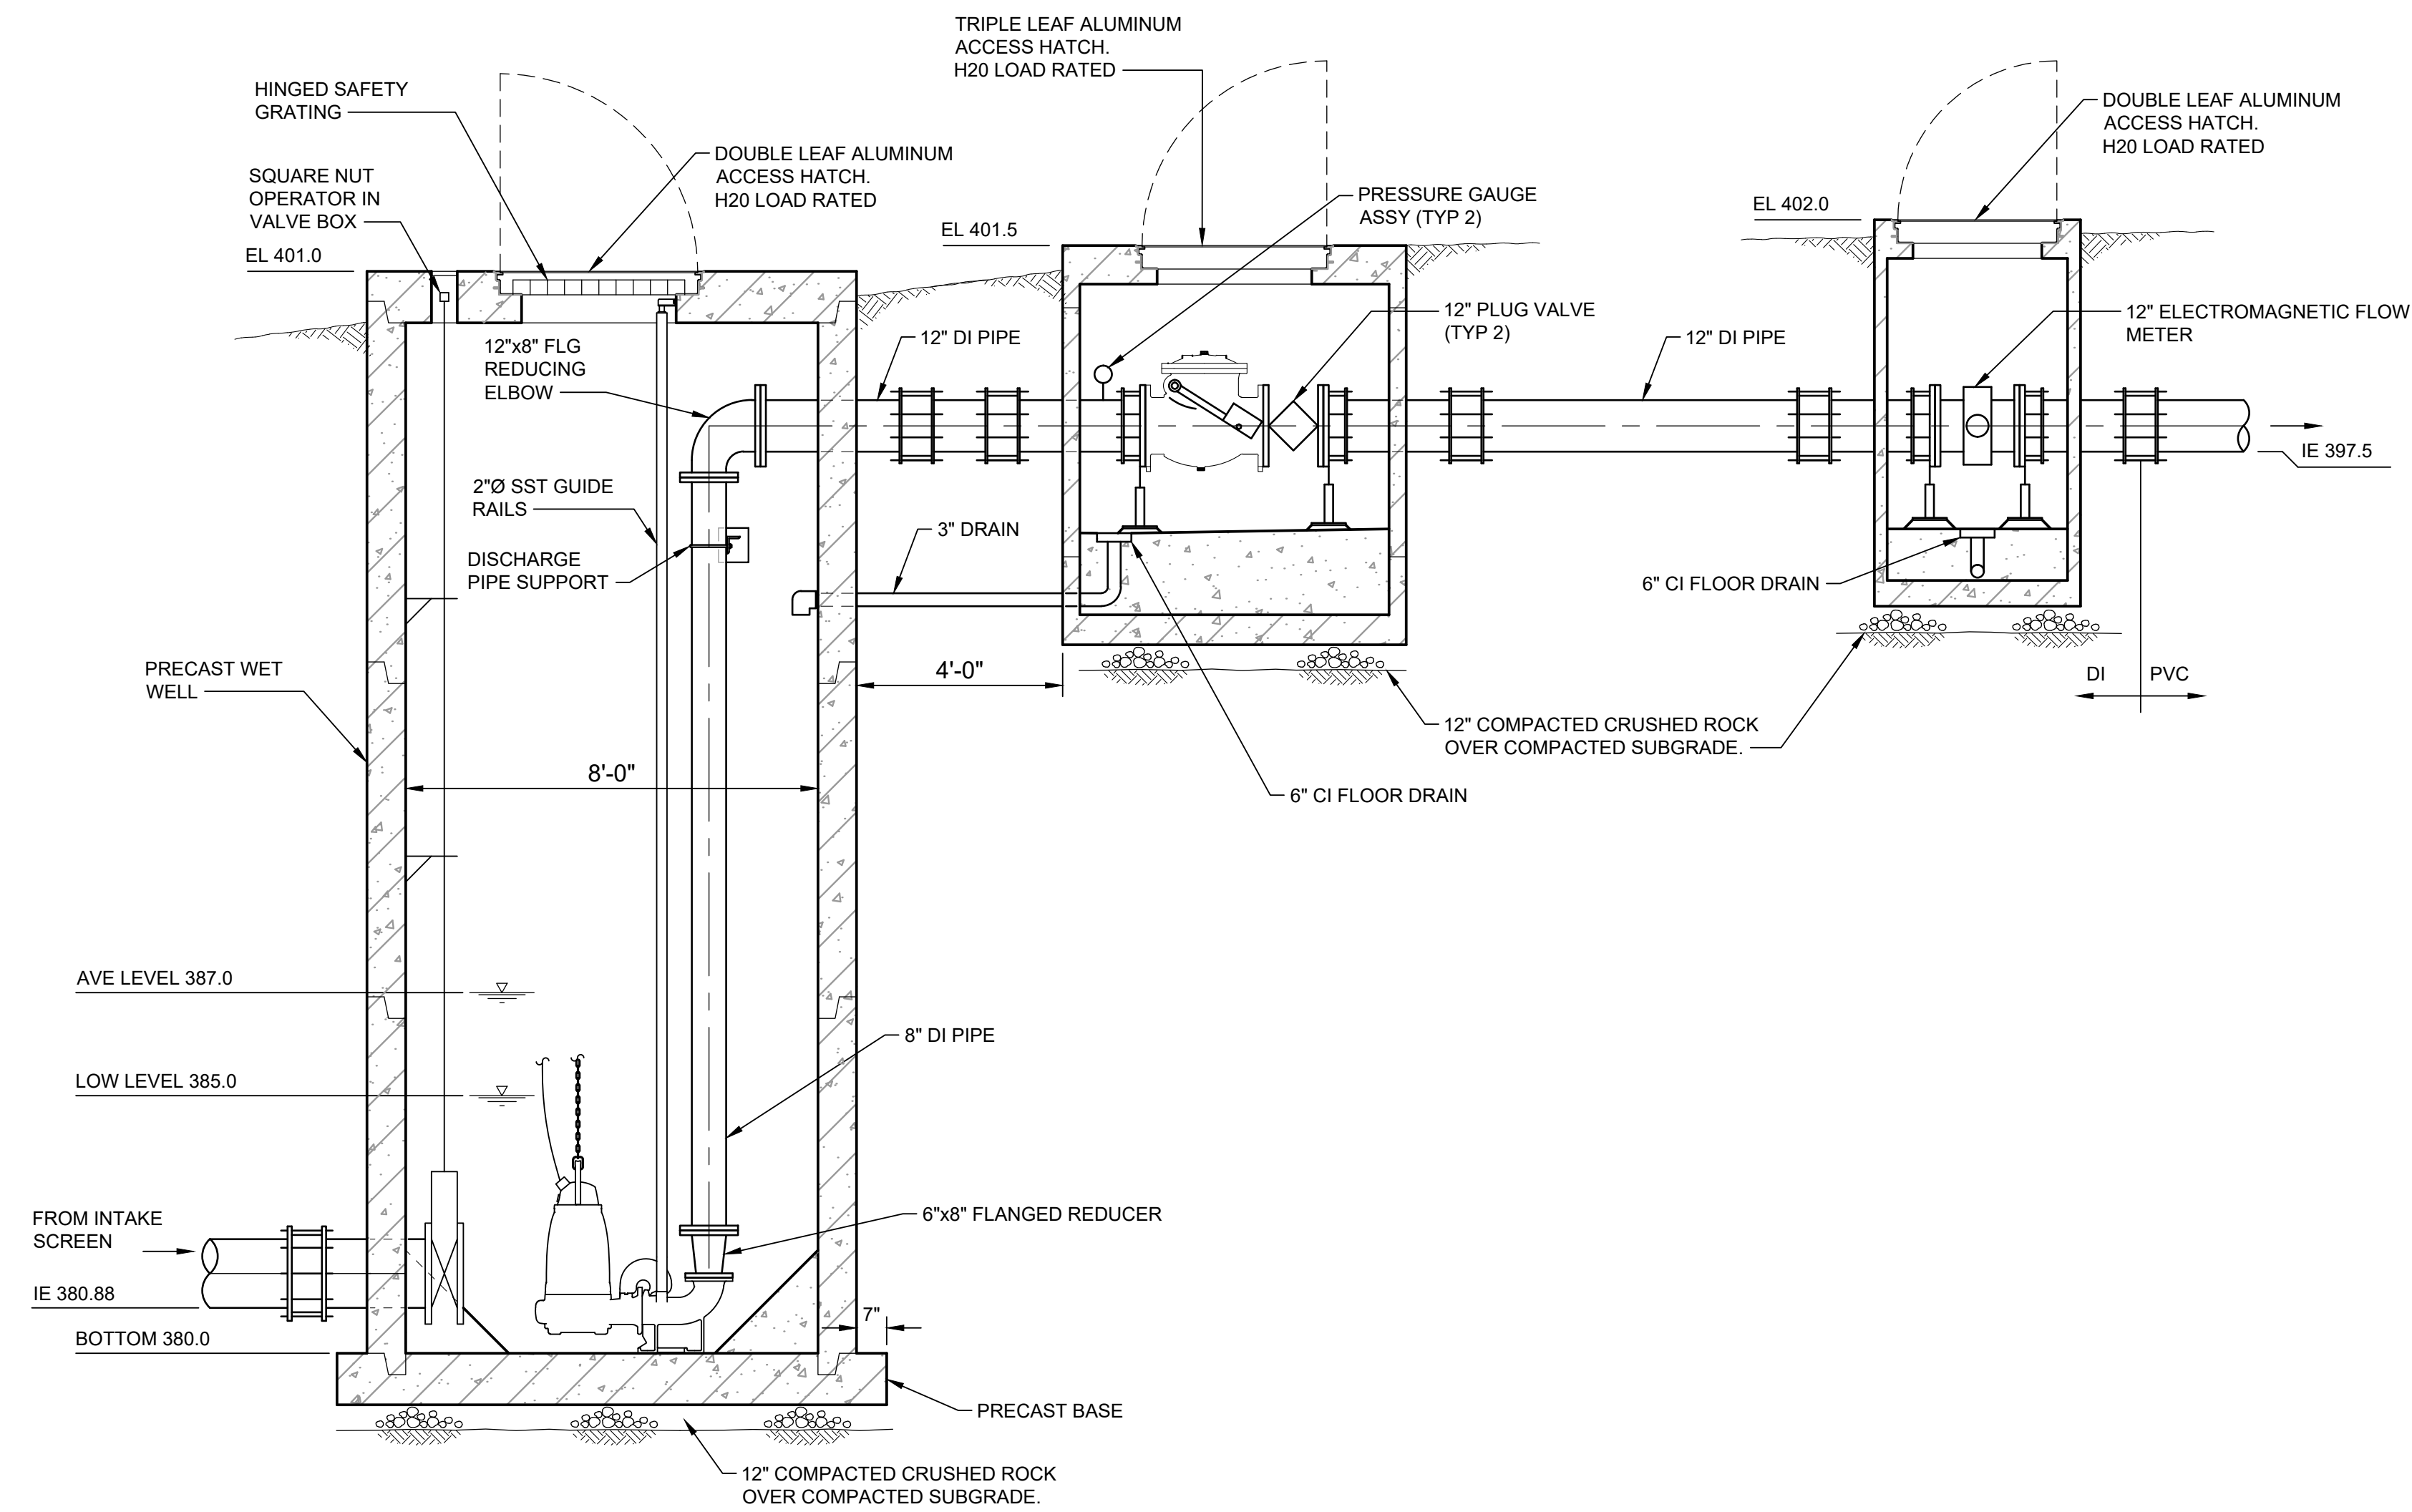 TRIPLE LEAF ALUMINUM
ACCESS HATCH.
H20 LOAD RATED
HINGED SAFETY
GRATING
DOUBLE LEAF ALUMINUM
ACCESS HATCH.
H20 LOAD RATED
DOUBLE LEAF ALUMINUM
ACCESS HATCH.
H20 LOAD RATED
SQUARE NUT
OPERATOR IN
VALVE BOX
PRESSURE GAUGE
ASSY (TYP 2)
EL 401.0
EL 401.5
EL 402.0
12"x8" FLG
REDUCING
ELBOW
12" DI PIPE
12" PLUG VALVE
(TYP 2)
12" DI PIPE
12" ELECTROMAGNETIC FLOW
METER
IE 397.5
2"Ø SST GUIDE
RAILS
3" DRAIN
DISCHARGE
PIPE SUPPORT
6" CI FLOOR DRAIN
PRECAST WET
WELL
4'-0"
DI
PVC
12" COMPACTED CRUSHED ROCK
OVER COMPACTED SUBGRADE.
8'-0"
6" CI FLOOR DRAIN
AVE LEVEL 387.0
8" DI PIPE
LOW LEVEL 385.0
FROM INTAKE
SCREEN
6"x8" FLANGED REDUCER
IE 380.88
7"
BOTTOM 380.0
PRECAST BASE
12" COMPACTED CRUSHED ROCK
OVER COMPACTED SUBGRADE.